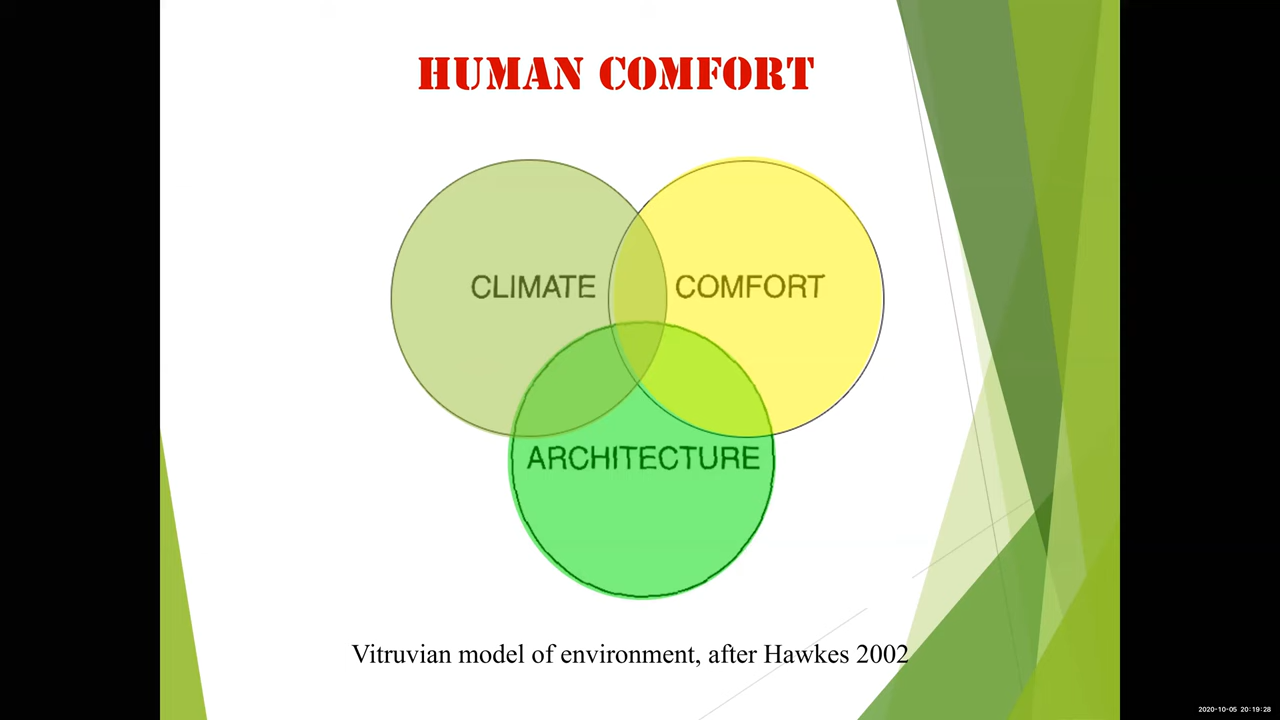 HUMAN COMFORT
CLIMATE
COMFORT
ARCHITECTURE
Vitruvian model of environment, after Hawkes 2002
2020-10-05 20:19:28